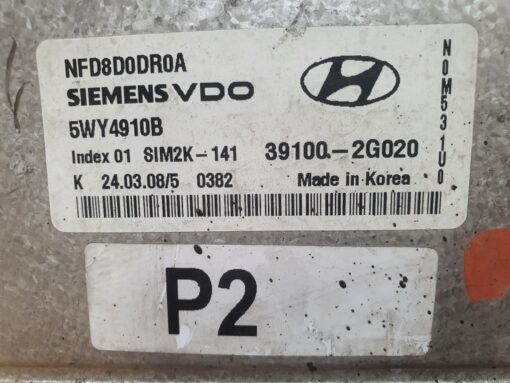 NFD8D0DR0A
SIEMENS VDO
5WY4910B
Index 01 SIM2K-141 39100-2G020
K 24.03.08/5 0382 Made in Korea
N0M531U0
P2